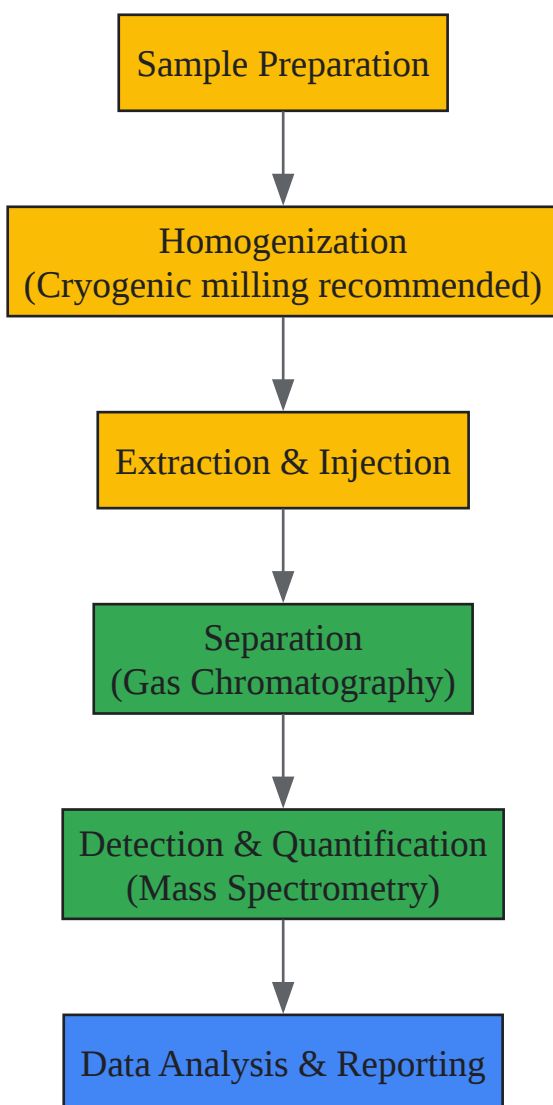 Sample Preparation
Homogenization
(Cryogenic milling recommended)
Extraction & Injection
Separation
(Gas Chromatography)
Detection & Quantification
(Mass Spectrometry)
Data Analysis & Reporting